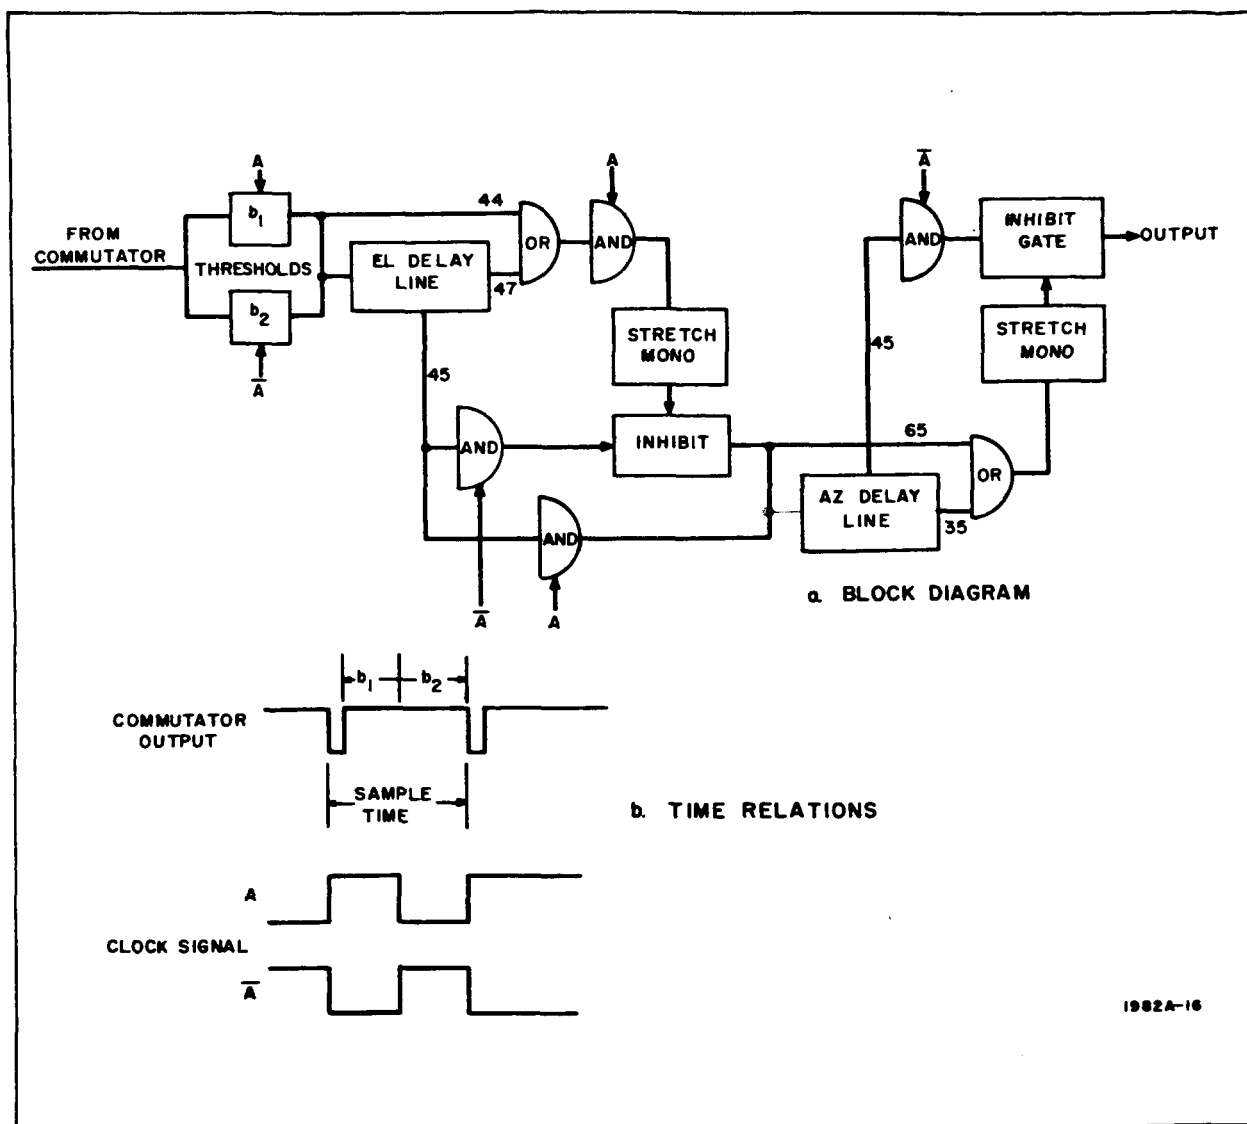 A
b1
FROM
COMMUTATOR
THRESHOLDS
b2
A̅
EL DELAY
LINE
44
47
45
OR
A
AND
STRETCH
MONO
AND
INHIBIT
AND
A̅
A
A̅
AND
INHIBIT
GATE
OUTPUT
STRETCH
MONO
45
65
OR
AZ DELAY
LINE
35
a. BLOCK DIAGRAM
b1
b2
COMMUTATOR
OUTPUT
SAMPLE
TIME
b. TIME RELATIONS
A
CLOCK SIGNAL
A̅
1982A-16